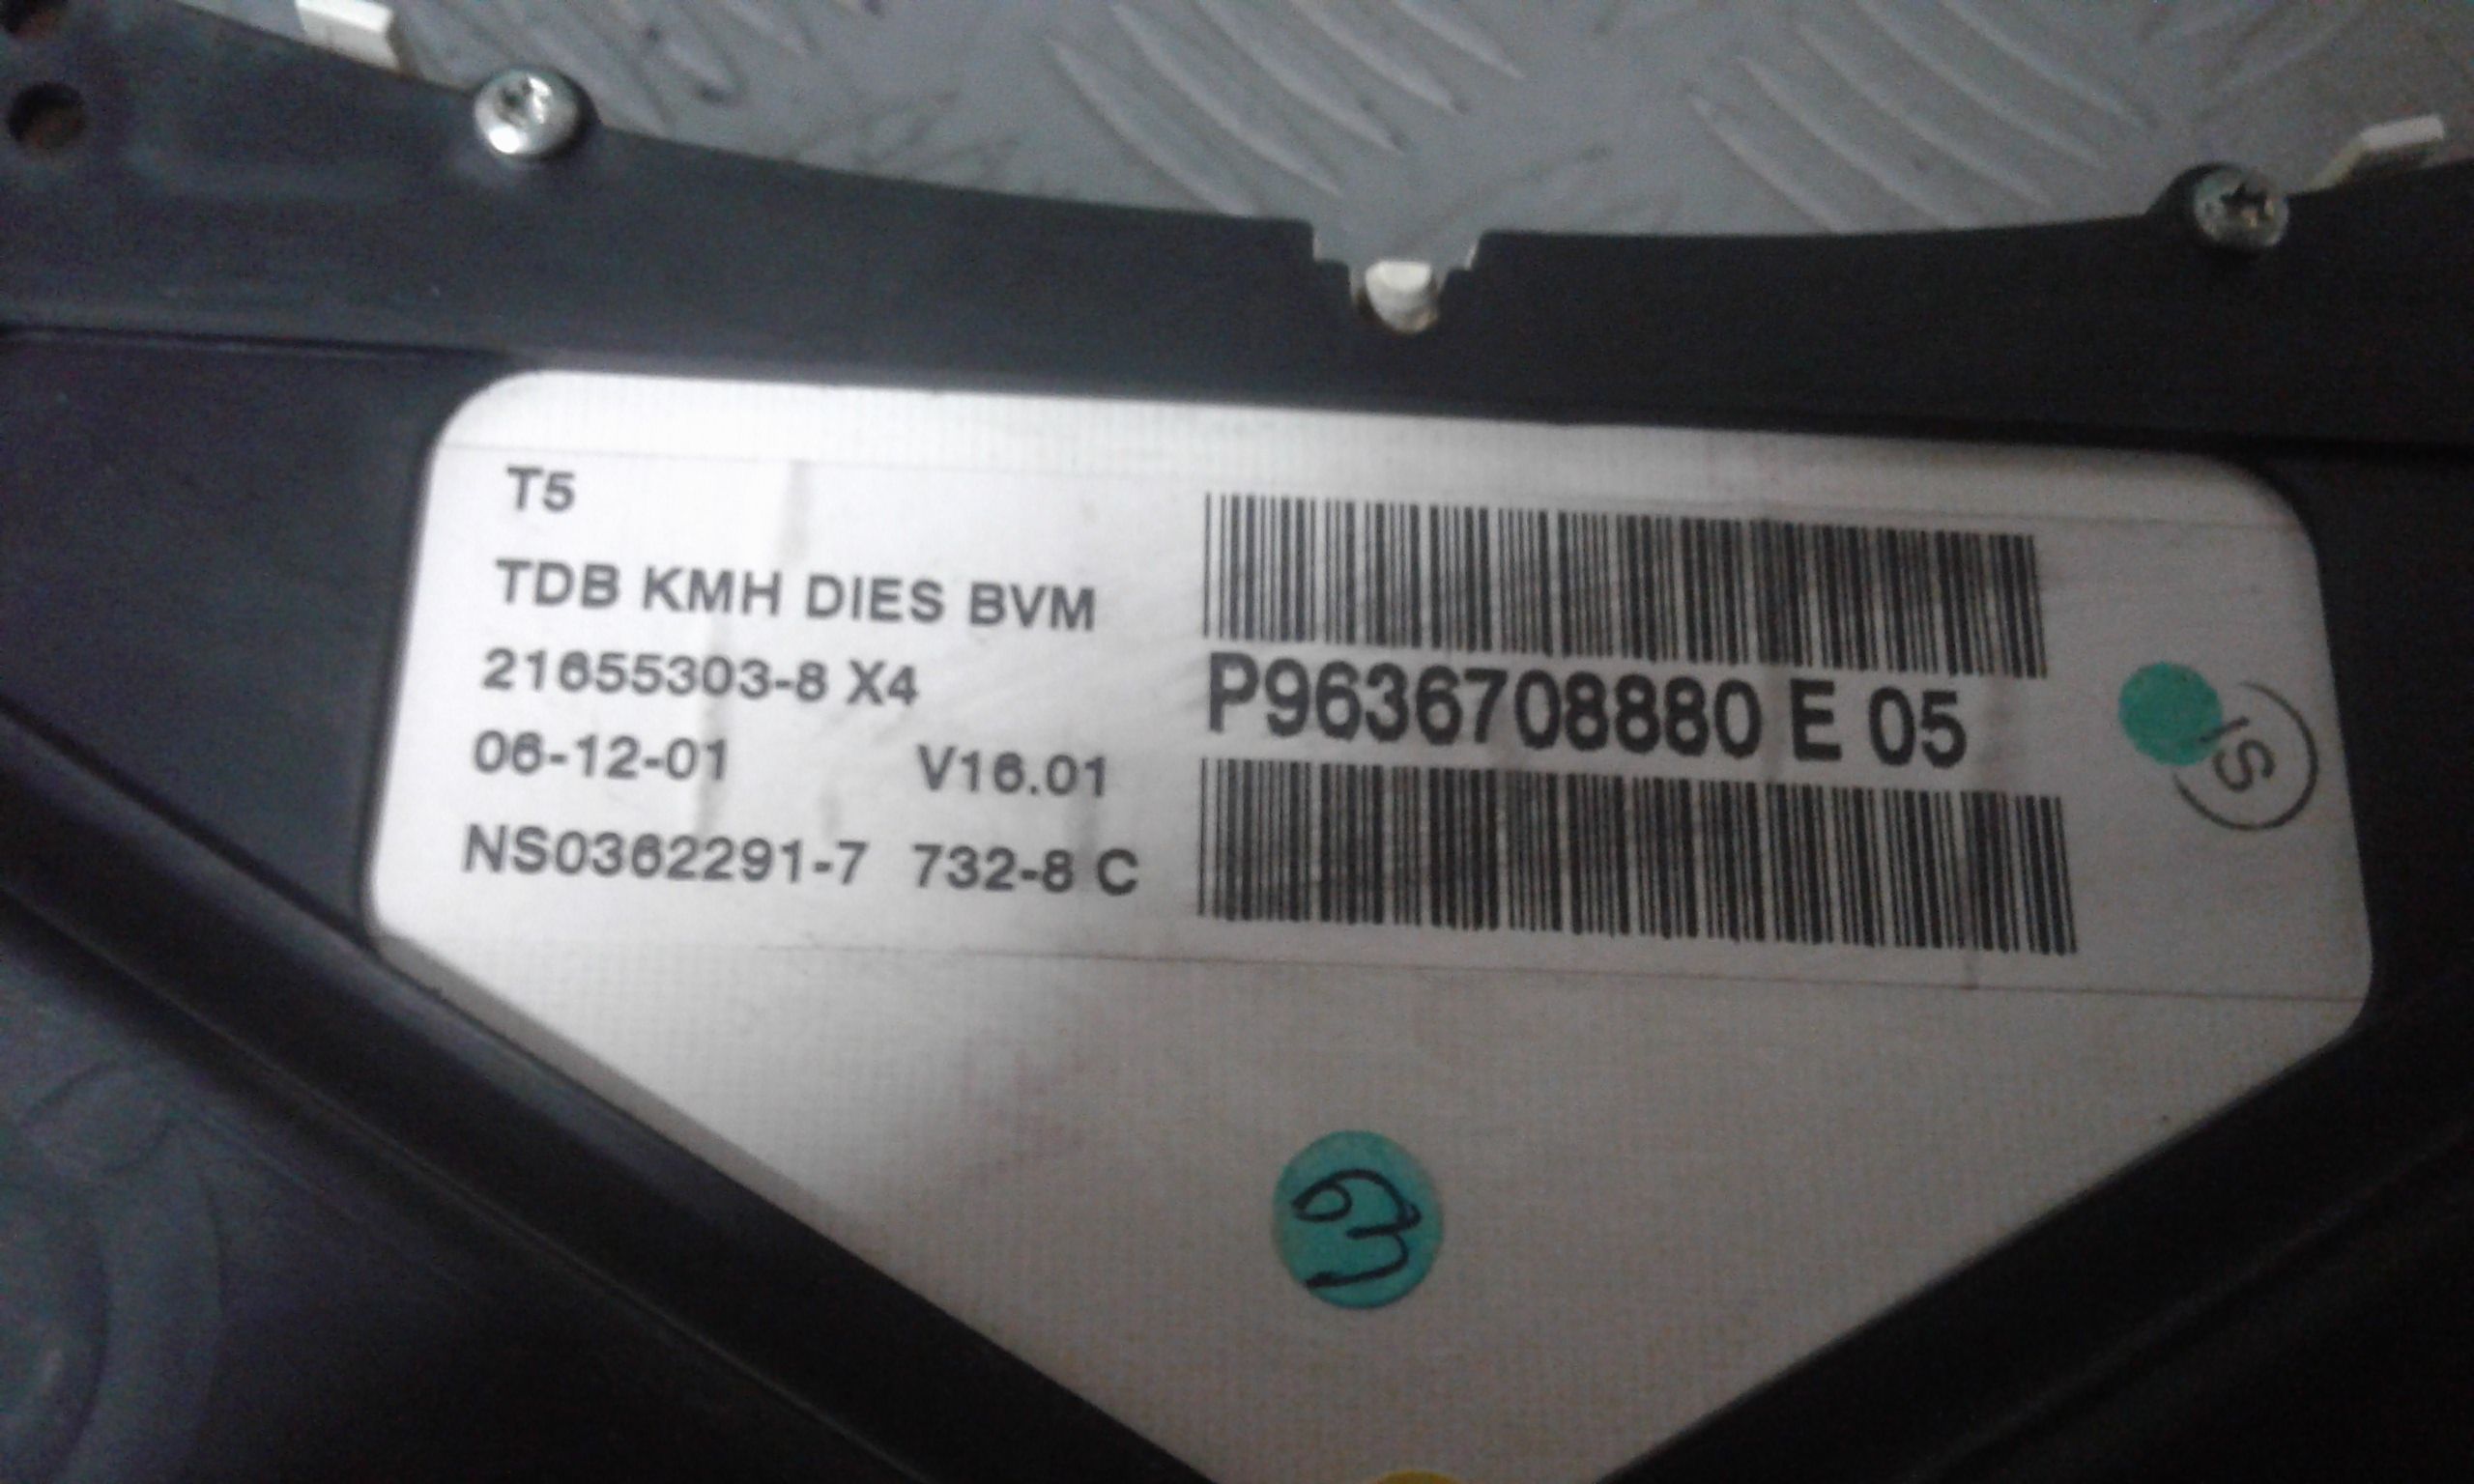 T5
TDB KMH DIES BVM
21655303-8 X4
06-12-01 V16.01
NS0362291-7 732-8 C
P9636708880 E 05